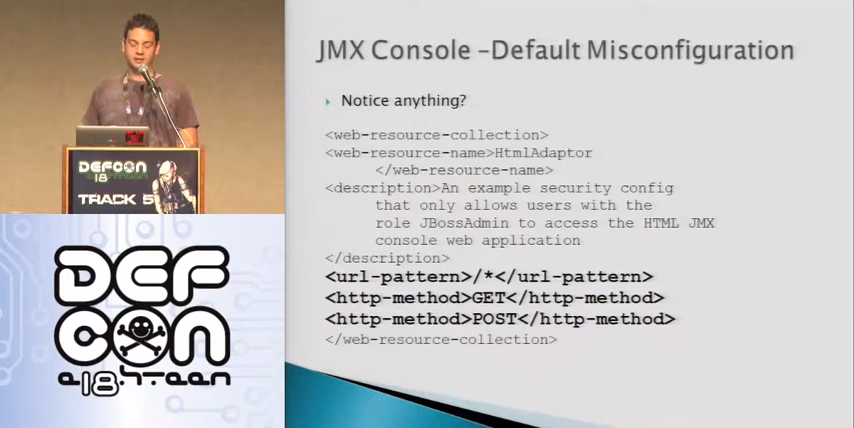 DEFCON
18
TRACK 5
DEF
CON
e18hteen
JMX Console –Default Misconfiguration
Notice anything?
<web-resource-collection>
<web-resource-name>HtmlAdaptor
</web-resource-name>
<description>An example security config
that only allows users with the
role JBossAdmin to access the HTML JMX
console web application
</description>
<url-pattern>/*</url-pattern>
<http-method>GET</http-method>
<http-method>POST</http-method>
</web-resource-collection>